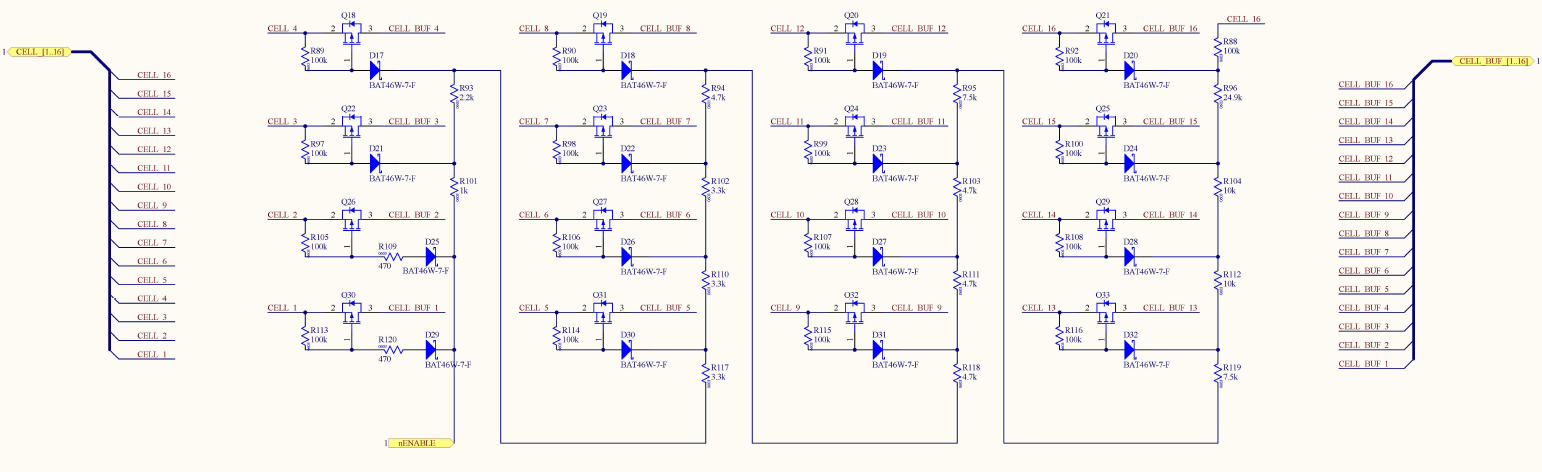 1 CELL_[1..16]
CELL 16
CELL 15
CELL 14
CELL 13
CELL 12
CELL 11
CELL 10
CELL 9
CELL 8
CELL 7
CELL 6
CELL 5
CELL 4
CELL 3
CELL 2
CELL 1
Q18
CELL 4 2 3 CELL BUF 4
1
R89
100k
D17
BAT46W-7-F
R93
2.2k
Q22
CELL 3 2 3 CELL BUF 3
1
R97
100k
D21
BAT46W-7-F
R101
1k
Q26
CELL 2 2 3 CELL BUF 2
1
R105
100k
R109
470
D25
BAT46W-7-F
Q30
CELL 1 2 3 CELL BUF 1
1
R113
100k
R120
470
D29
BAT46W-7-F
1 nENABLE
Q19
CELL 8 2 3 CELL BUF 8
1
R90
100k
D18
BAT46W-7-F
R94
4.7k
Q23
CELL 7 2 3 CELL BUF 7
1
R98
100k
D22
BAT46W-7-F
R102
3.3k
Q27
CELL 6 2 3 CELL BUF 6
1
R106
100k
D26
BAT46W-7-F
R110
3.3k
Q31
CELL 5 2 3 CELL BUF 5
1
R114
100k
D30
BAT46W-7-F
R117
3.3k
Q20
CELL 12 2 3 CELL BUF 12
1
R91
100k
D19
BAT46W-7-F
R95
7.5k
Q24
CELL 11 2 3 CELL BUF 11
1
R99
100k
D23
BAT46W-7-F
R103
4.7k
Q28
CELL 10 2 3 CELL BUF 10
1
R107
100k
D27
BAT46W-7-F
R111
4.7k
Q32
CELL 9 2 3 CELL BUF 9
1
R115
100k
D31
BAT46W-7-F
R118
4.7k
Q21
CELL 16 2 3 CELL BUF 16
1
R92
100k
D20
BAT46W-7-F
CELL 16
R88
100k
R96
24.9k
Q25
CELL 15 2 3 CELL BUF 15
1
R100
100k
D24
BAT46W-7-F
R104
10k
Q29
CELL 14 2 3 CELL BUF 14
1
R108
100k
D28
BAT46W-7-F
R112
10k
Q33
CELL 13 2 3 CELL BUF 13
1
R116
100k
D32
BAT46W-7-F
R119
7.5k
CELL BUF [1..16] 1
CELL BUF 16
CELL BUF 15
CELL BUF 14
CELL BUF 13
CELL BUF 12
CELL BUF 11
CELL BUF 10
CELL BUF 9
CELL BUF 8
CELL BUF 7
CELL BUF 6
CELL BUF 5
CELL BUF 4
CELL BUF 3
CELL BUF 2
CELL BUF 1